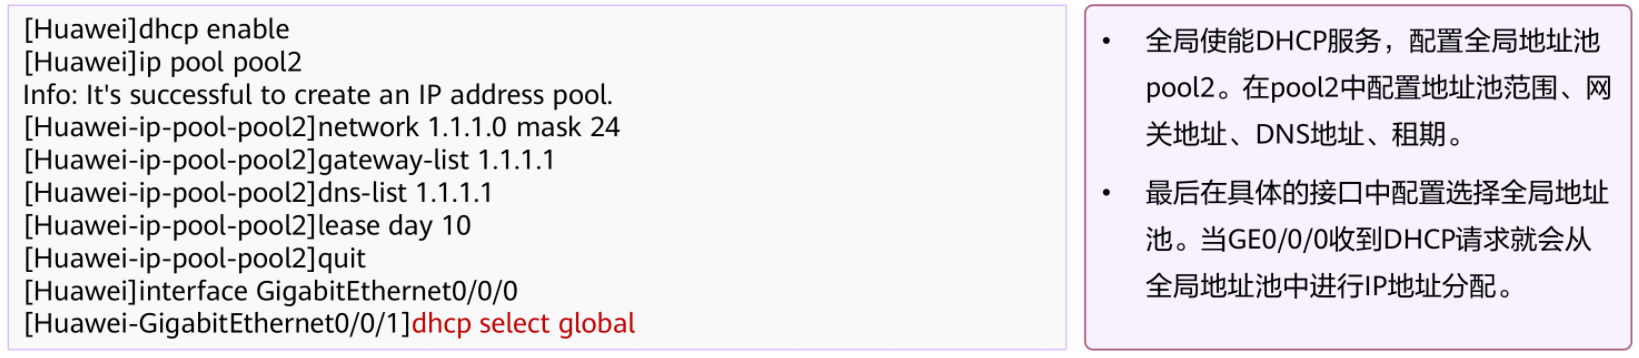 [Huawei]dhcp enable
[Huawei]ip pool pool2
Info: It's successful to create an IP address pool.
[Huawei-ip-pool-pool2]network 1.1.1.0 mask 24
[Huawei-ip-pool-pool2]gateway-list 1.1.1.1
[Huawei-ip-pool-pool2]dns-list 1.1.1.1
[Huawei-ip-pool-pool2]lease day 10
[Huawei-ip-pool-pool2]quit
[Huawei]interface GigabitEthernet0/0/0
[Huawei-GigabitEthernet0/0/1]dhcp select global
• 全局使能DHCP服务，配置全局地址池
pool2。在pool2中配置地址池范围、网
关地址、DNS地址、租期。
• 最后在具体的接口中配置选择全局地址
池。当GE0/0/0收到DHCP请求就会从
全局地址池中进行IP地址分配。